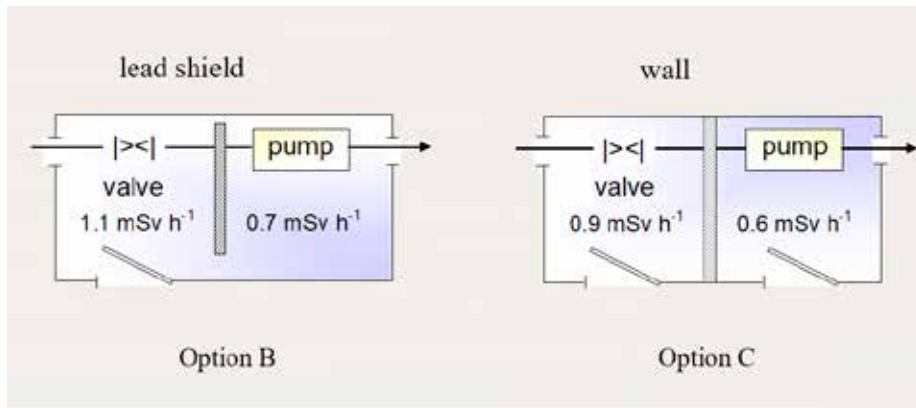 lead shield
|><|
pump
valve
1.1 mSv h⁻¹
0.7 mSv h⁻¹
Option B
wall
|><|
pump
valve
0.9 mSv h⁻¹
0.6 mSv h⁻¹
Option C